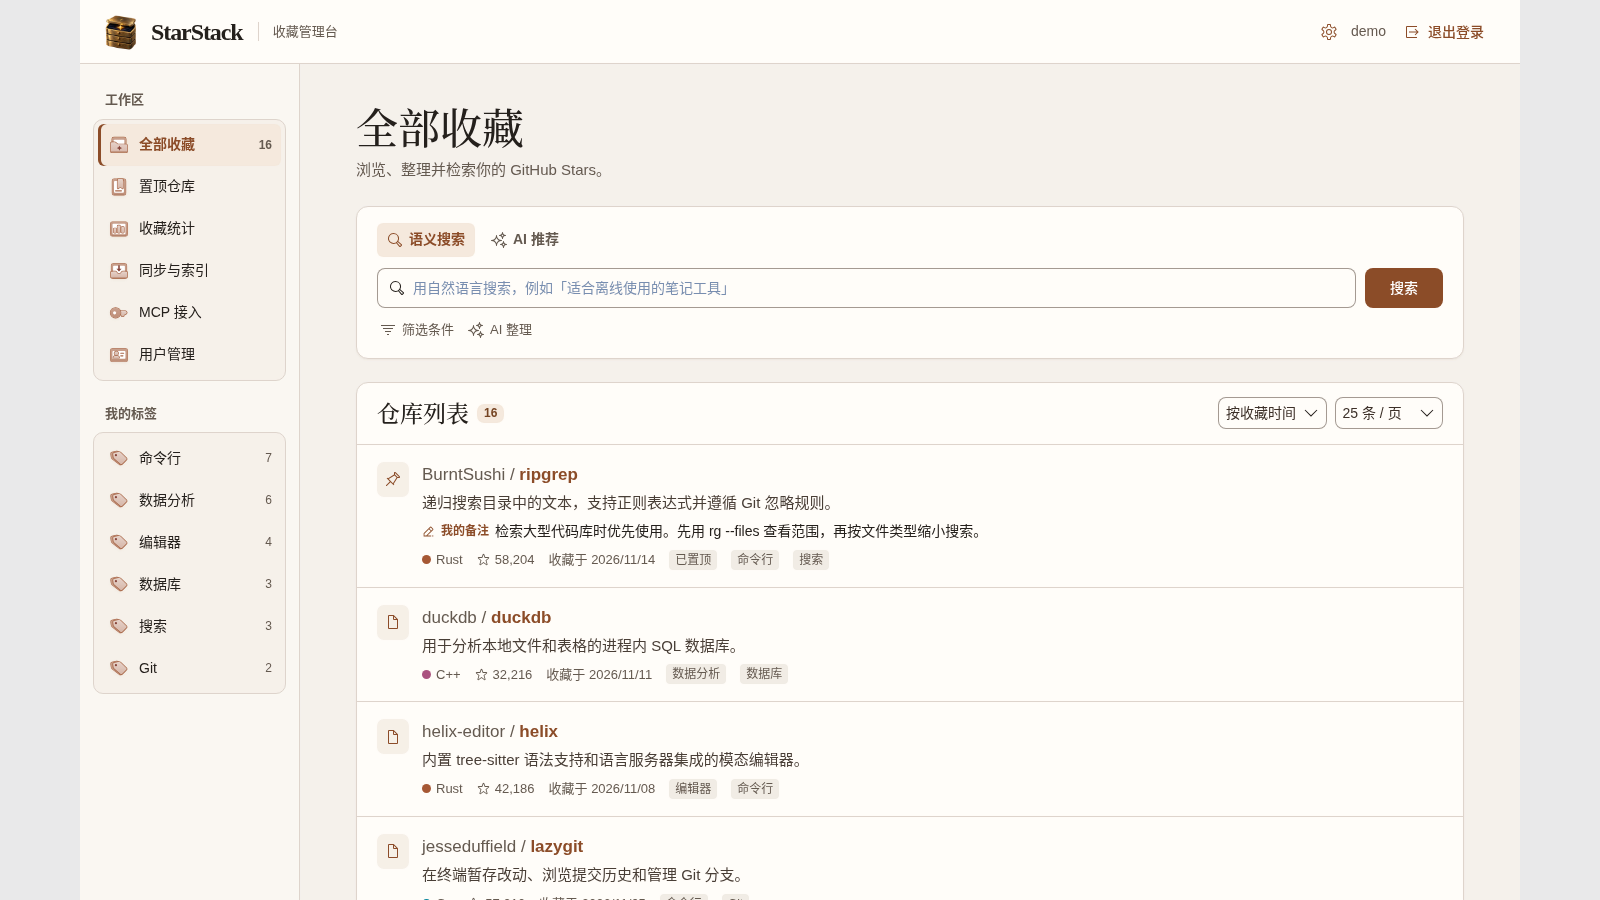 StarStack
收藏管理台
demo
退出登录
工作区
全部收藏 16
置顶仓库
收藏统计
同步与索引
MCP 接入
用户管理
我的标签
命令行 7
数据分析 6
编辑器 4
数据库 3
搜索 3
Git 2
全部收藏
浏览、整理并检索你的 GitHub Stars。
语义搜索
AI 推荐
用自然语言搜索，例如「适合离线使用的笔记工具」
搜索
筛选条件
AI 整理
仓库列表 16
按收藏时间
25 条 / 页
BurntSushi / ripgrep
递归搜索目录中的文本，支持正则表达式并遵循 Git 忽略规则。
我的备注 检索大型代码库时优先使用。先用 rg --files 查看范围，再按文件类型缩小搜索。
Rust 58,204 收藏于 2026/11/14 已置顶 命令行 搜索
duckdb / duckdb
用于分析本地文件和表格的进程内 SQL 数据库。
C++ 32,216 收藏于 2026/11/11 数据分析 数据库
helix-editor / helix
内置 tree-sitter 语法支持和语言服务器集成的模态编辑器。
Rust 42,186 收藏于 2026/11/08 编辑器 命令行
jesseduffield / lazygit
在终端暂存改动、浏览提交历史和管理 Git 分支。